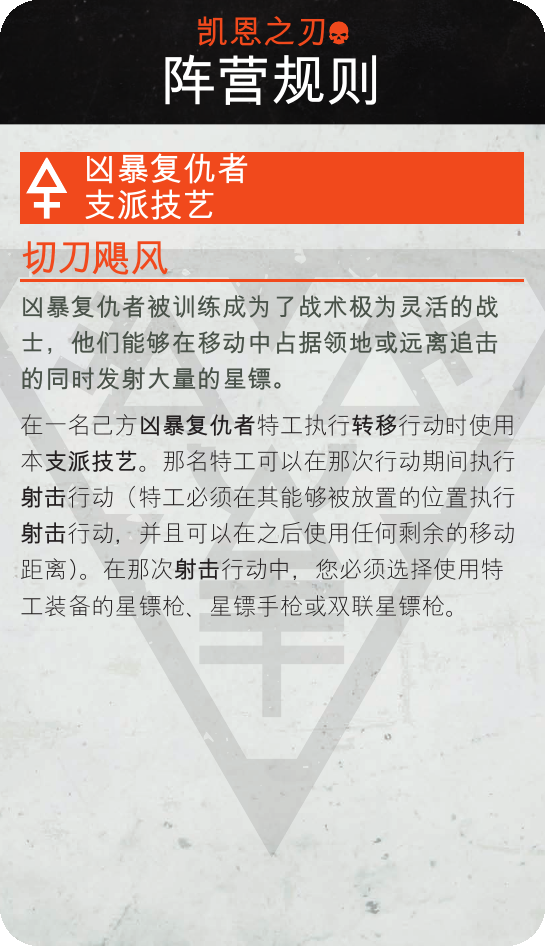 凯恩之刃
阵营规则
凶暴复仇者
支派技艺
切刀飓风
凶暴复仇者被训练成为了战术极为灵活的战
士，他们能够在移动中占据领地或远离追击
的同时发射大量的星镖。
在一名己方凶暴复仇者特工执行转移行动时使用
本支派技艺。那名特工可以在那次行动期间执行
射击行动（特工必须在其能够被放置的位置执行
射击行动，并且可以在之后使用任何剩余的移动
距离）。在那次射击行动中，您必须选择使用特
工装备的星镖枪、星镖手枪或双联星镖枪。